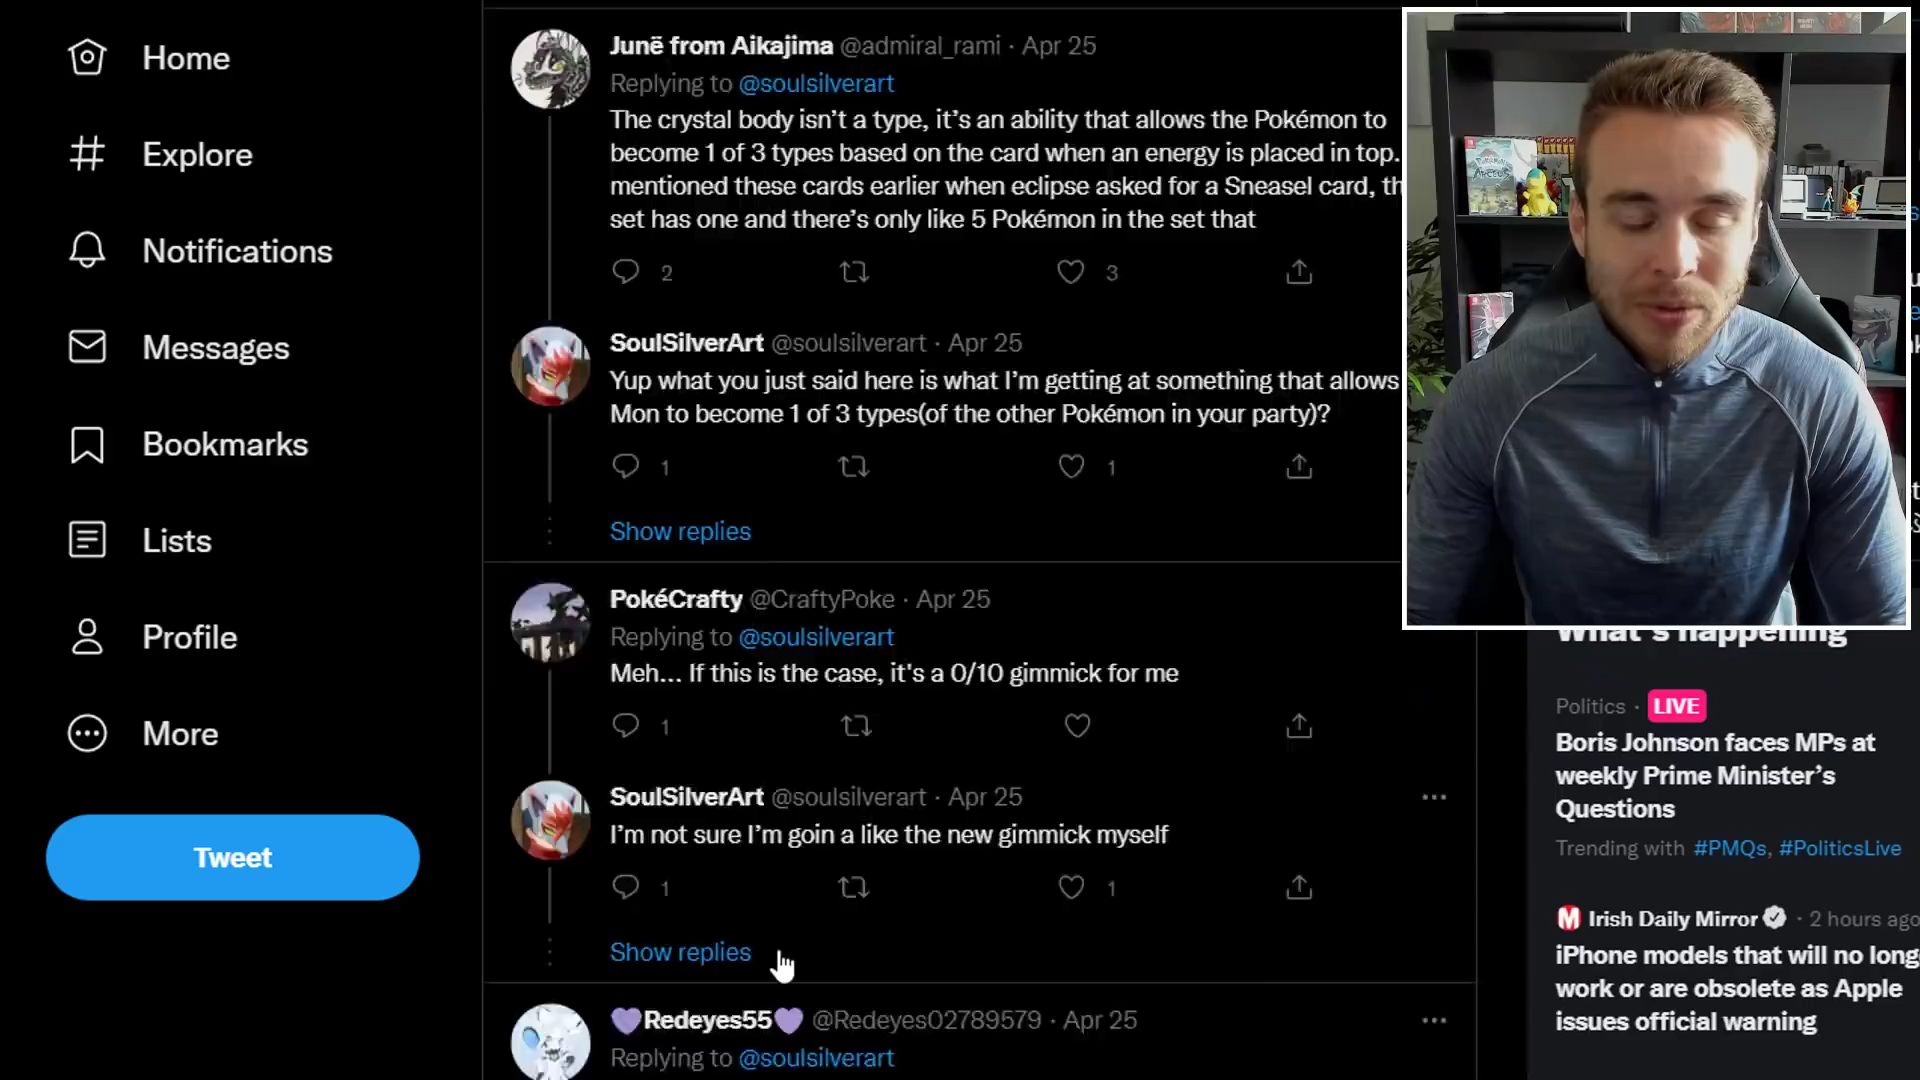 Home
Explore
Notifications
Messages
Bookmarks
Lists
Profile
More
Tweet
Junë from Aikajima @admiral_rami · Apr 25
Replying to @soulsilverart
The crystal body isn't a type, it's an ability that allows the Pokémon to
become 1 of 3 types based on the card when an energy is placed in top.
mentioned these cards earlier when eclipse asked for a Sneasel card, th
set has one and there's only like 5 Pokémon in the set that
2 3
SoulSilverArt @soulsilverart · Apr 25
Yup what you just said here is what I'm getting at something that allows
Mon to become 1 of 3 types(of the other Pokémon in your party)?
1 1
Show replies
PokéCrafty @CraftyPoke · Apr 25
Replying to @soulsilverart
Meh... If this is the case, it's a 0/10 gimmick for me
1
SoulSilverArt @soulsilverart · Apr 25
I'm not sure I'm goin a like the new gimmick myself
1 1
Show replies
💜Redeyes55💜 @Redeyes02789579 · Apr 25
Replying to @soulsilverart
What's happening
Politics · LIVE
Boris Johnson faces MPs at
weekly Prime Minister's
Questions
Trending with #PMQs, #PoliticsLive
Irish Daily Mirror · 2 hours ago
iPhone models that will no long
work or are obsolete as Apple
issues official warning